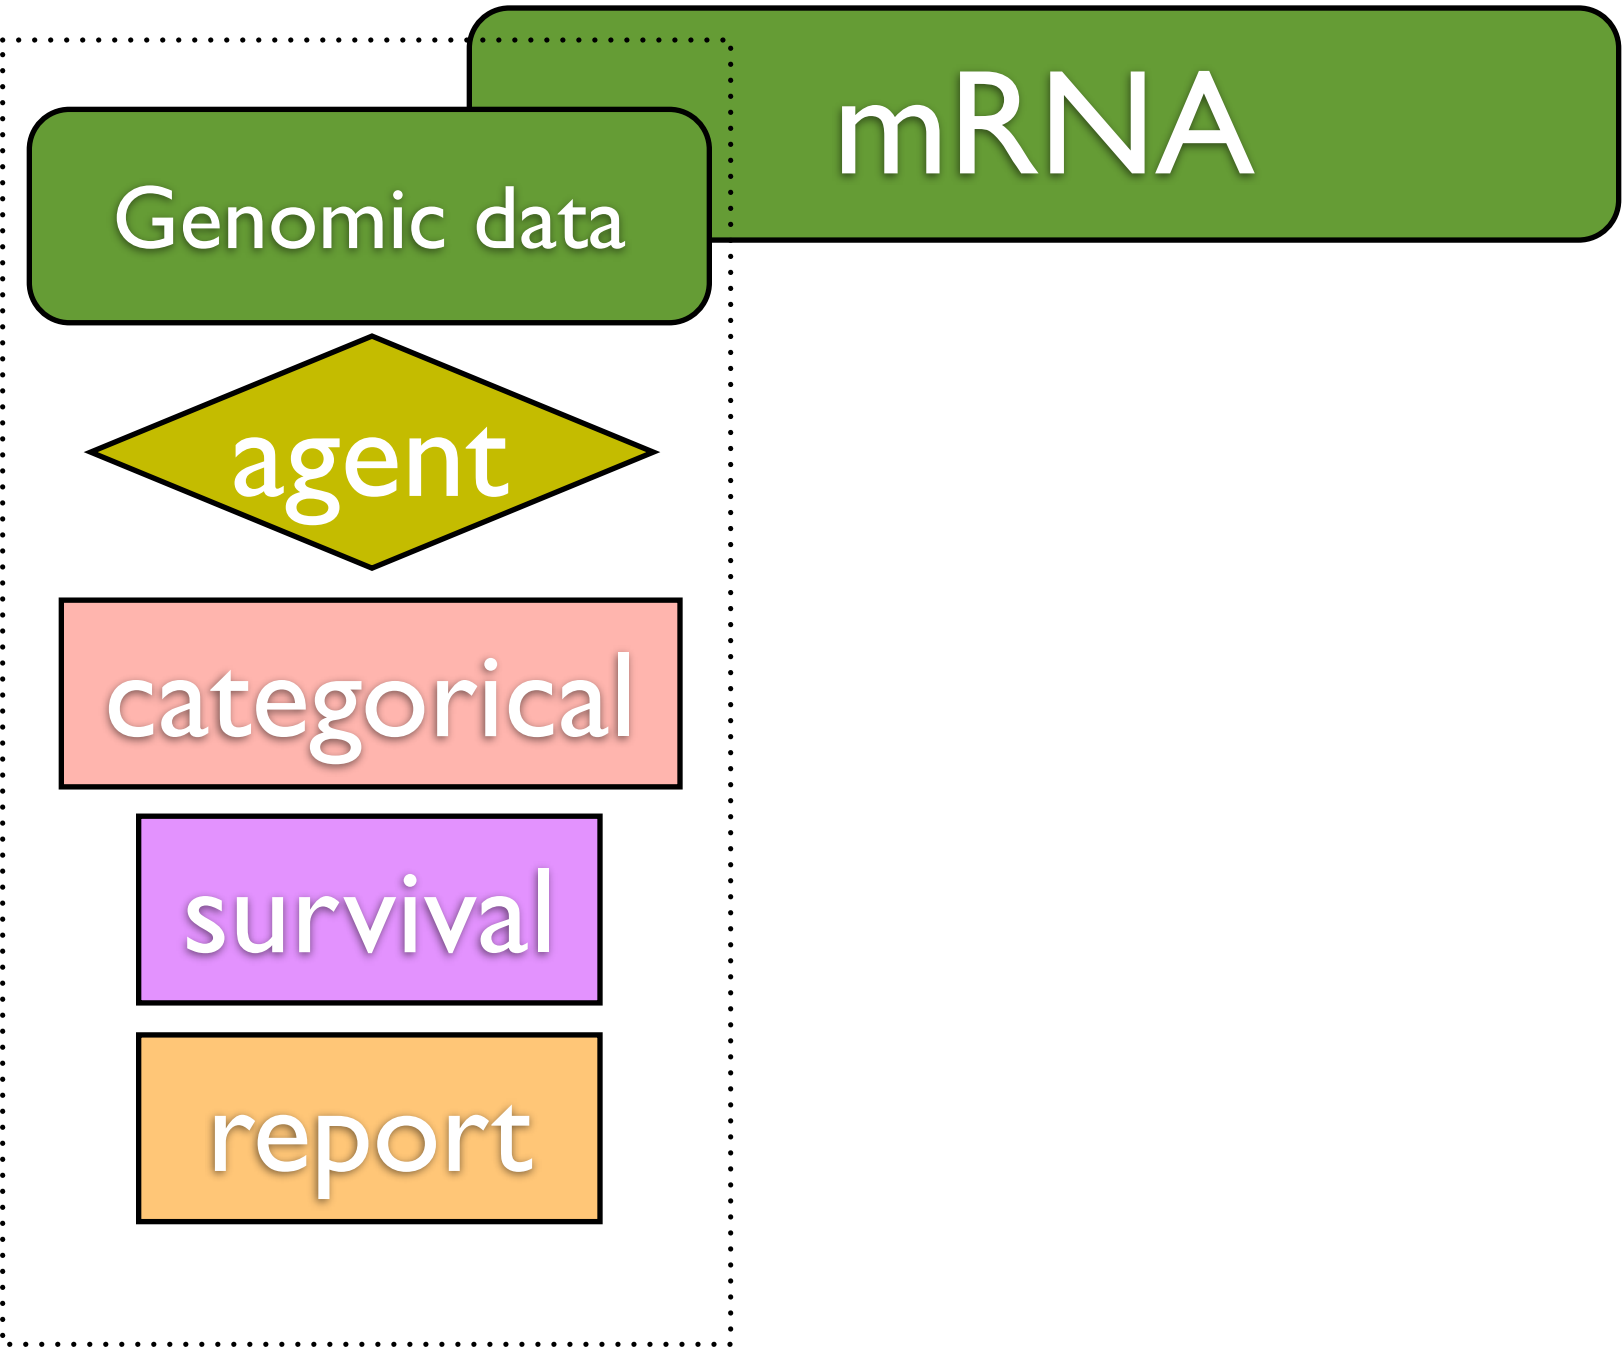 mRNA
Genomic data
agent
categorical
survival
report